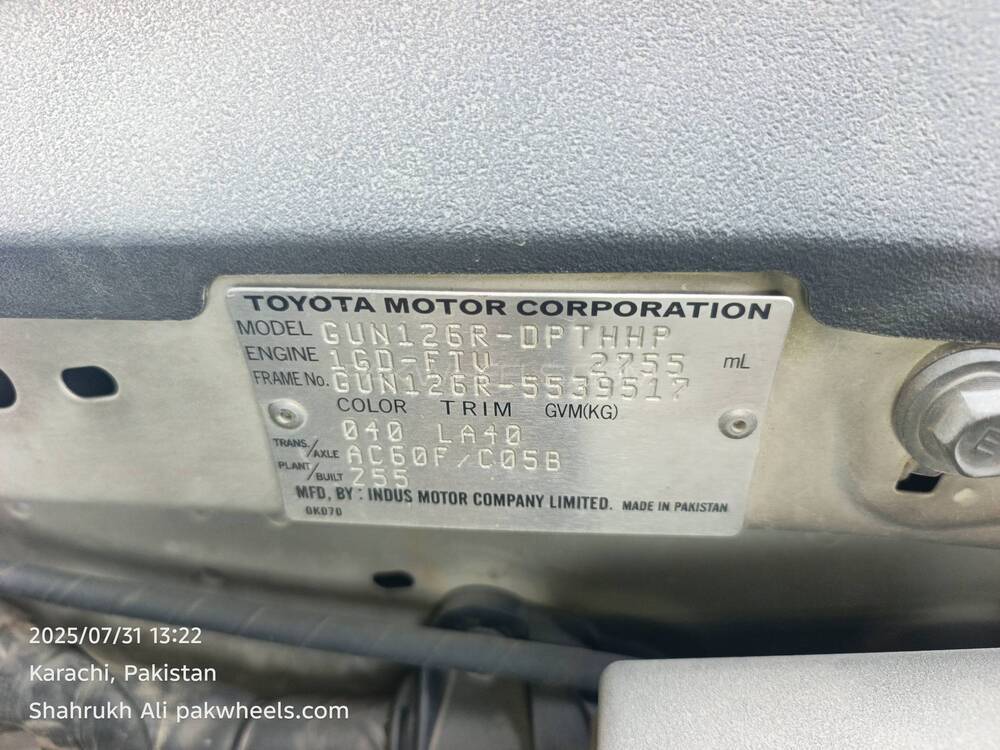 TOYOTA MOTOR CORPORATION
MODEL GUN126R-DPTHHP
ENGINE 1GD-FTV 2755 mL
FRAME No. GUN126R-5539517
COLOR TRIM GVM(KG)
040 LA40
TRANS./AXLE AC60F/C05B
PLANT/BUILT Z55
MFD. BY : INDUS MOTOR COMPANY LIMITED. MADE IN PAKISTAN
0K070
2025/07/31 13:22
Karachi, Pakistan
Shahrukh Ali pakwheels.com